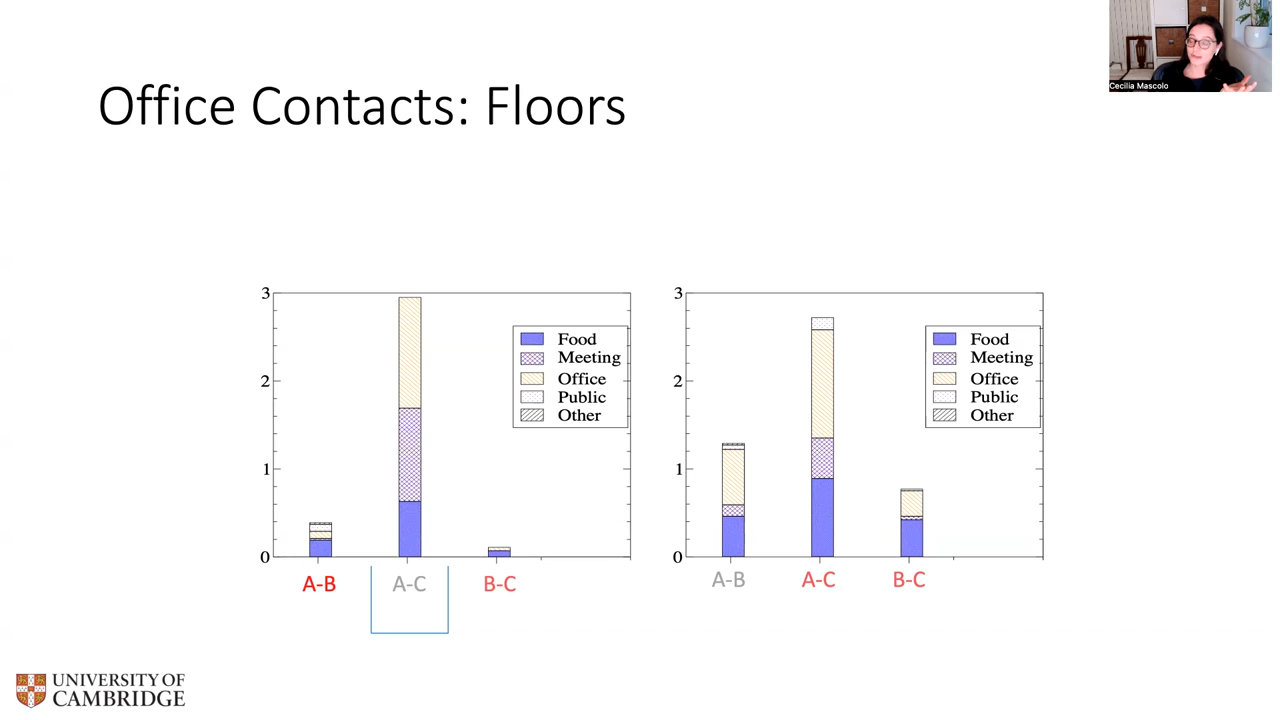 Cecilia Mascolo
Office Contacts: Floors
3
2
1
0
Food
Meeting
Office
Public
Other
A-B
A-C
B-C
3
2
1
0
Food
Meeting
Office
Public
Other
A-B
A-C
B-C
UNIVERSITY OF
CAMBRIDGE